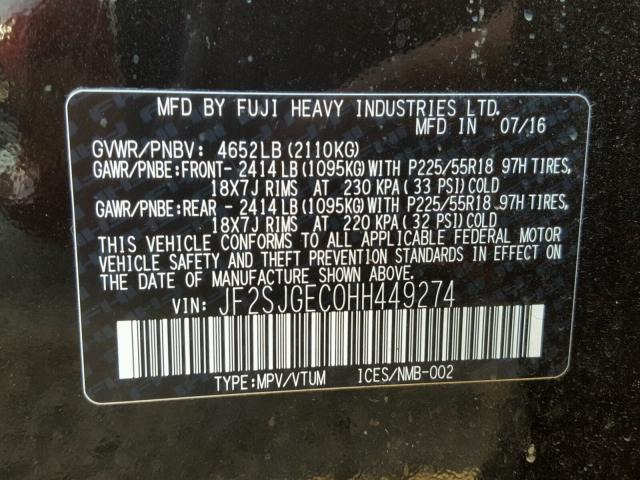 MFD BY FUJI HEAVY INDUSTRIES LTD.
MFD IN 07/16
GVWR/PNBV: 4652LB (2110KG)
GAWR/PNBE:FRONT- 2414 LB (1095KG) WITH P225/55R18 97H TIRES,
18X7J RIMS AT 230 KPA (33 PSI) COLD
GAWR/PNBE:REAR - 2414 LB (1095KG) WITH P225/55R18 97H TIRES,
18X7J RIMS AT 220 KPA (32 PSI) COLD
THIS VEHICLE CONFORMS TO ALL APPLICABLE FEDERAL MOTOR
VEHICLE SAFETY AND THEFT PREVENTION STANDARDS IN EFFECT ON
THE DATE OF MANUFACTURE SHOWN ABOVE.
VIN: JF2SJGEC0HH449274
TYPE:MPV/VTUM ICES/NMB-002